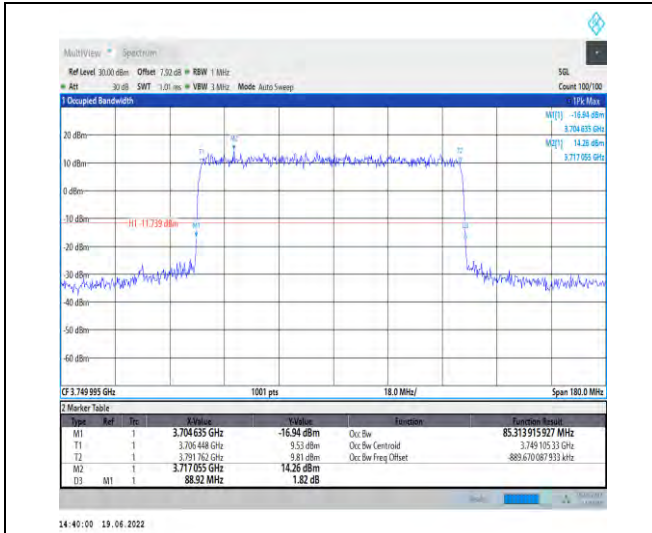 MultiView Spectrum
Ref Level 30.00 dBm Offset 7.92 dB RBW 1 MHz SGL
Att 30 dB SWT 1.01 ms VBW 3 MHz Mode Auto Sweep Count 100/100
1 Occupied Bandwidth 1Pk Max
M1[1] -16.94 dBm
3.704 635 GHz
M2[1] 14.26 dBm
3.717 055 GHz
20 dBm
M2
T1
T2
10 dBm
0 dBm
-10 dBm
H1 -11.739 dBm
M1
-20 dBm
-30 dBm
-40 dBm
-50 dBm
-60 dBm
CF 3.749 995 GHz 1001 pts 18.0 MHz/ Span 180.0 MHz
2 Marker Table
Type Ref Trc X-Value Y-Value Function Function Result
M1 1 3.704 635 GHz -16.94 dBm Occ Bw 85.313 915 927 MHz
T1 1 3.706 448 GHz 9.53 dBm Occ Bw Centroid 3.749 105 33 GHz
T2 1 3.791 762 GHz 9.81 dBm Occ Bw Freq Offset -889.670 087 933 kHz
M2 1 3.717 055 GHz 14.26 dBm
D3 M1 1 88.92 MHz 1.82 dB
14:40:00 19.06.2022